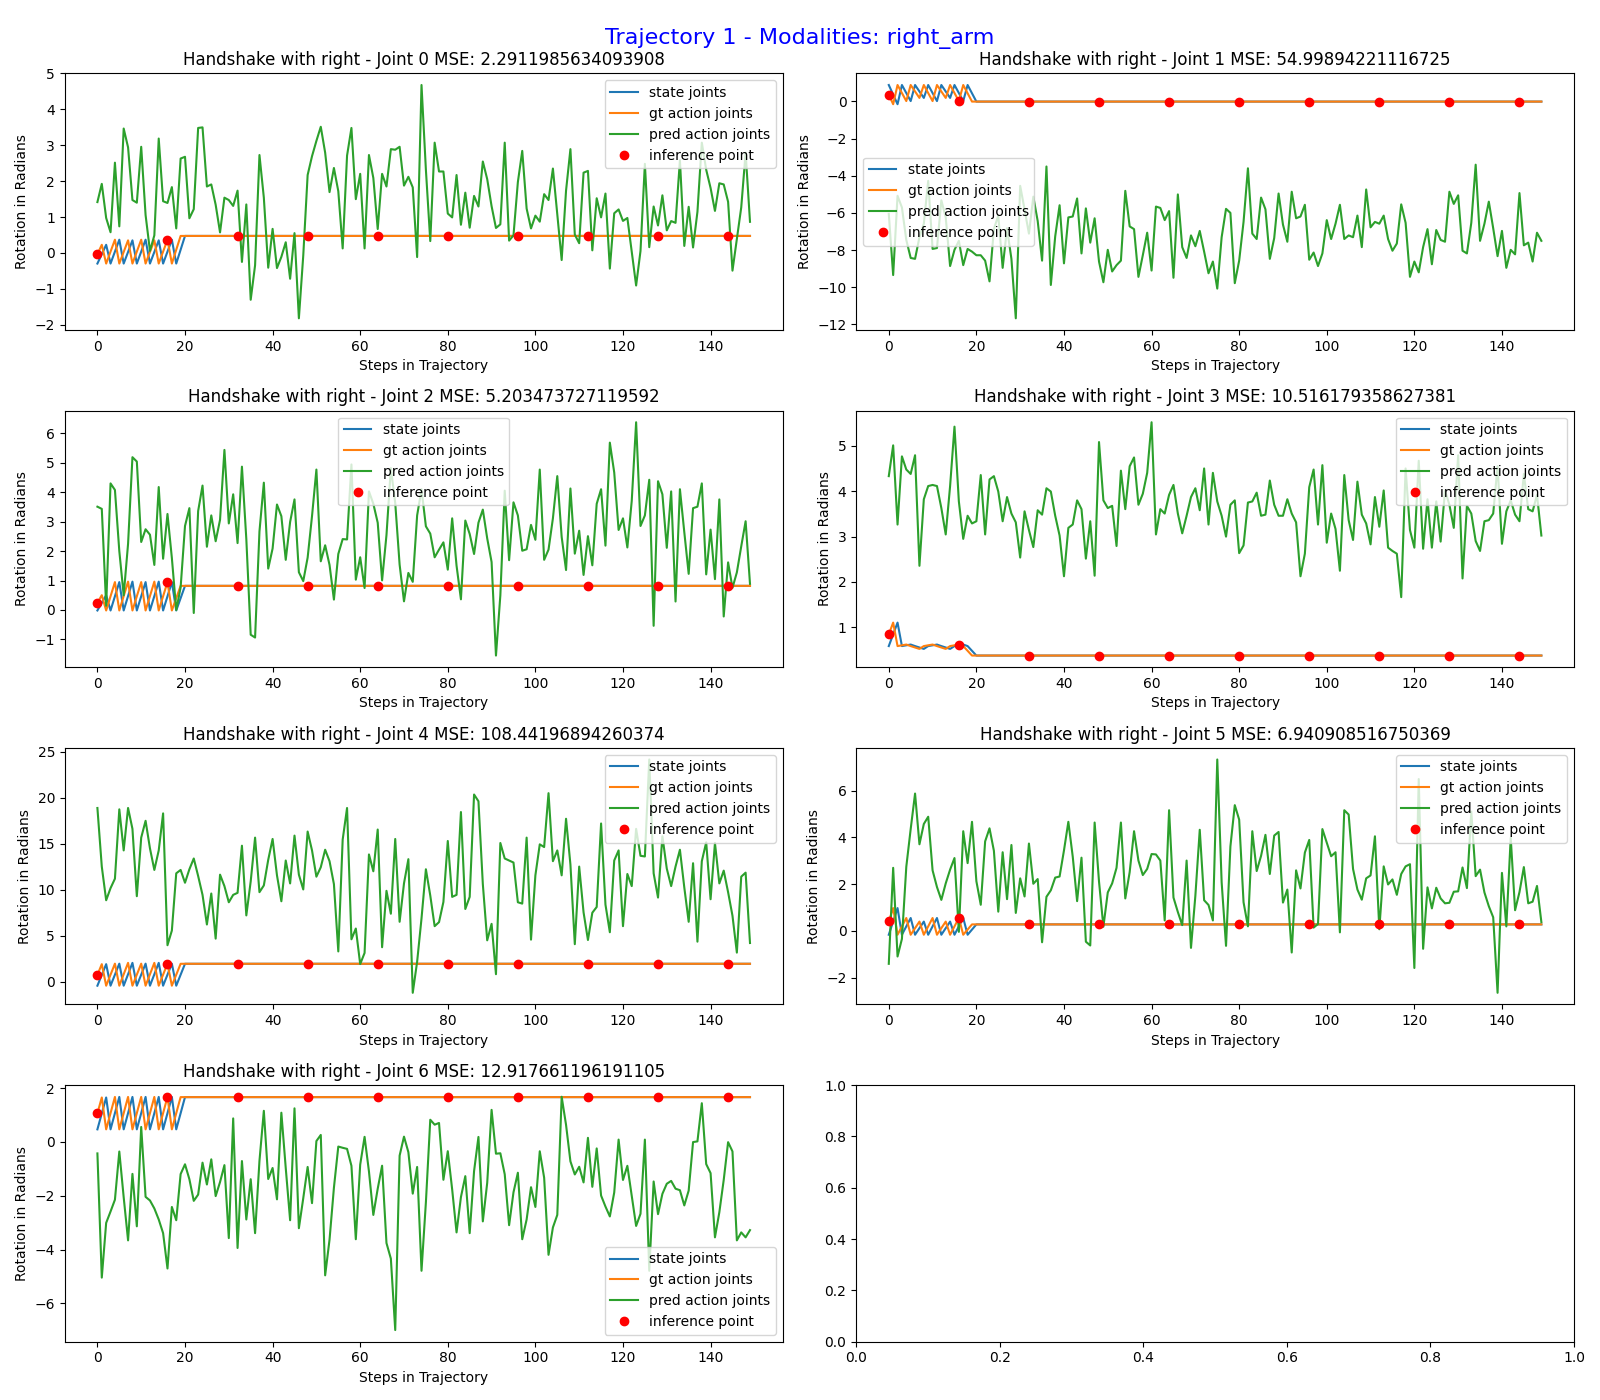 Trajectory 1 - Modalities: right_arm
Handshake with right - Joint 0 MSE: 2.2911985634093908
5
4
3
2
1
0
−1
−2
Rotation in Radians
state joints
gt action joints
pred action joints
inference point
0 20 40 60 80 100 120 140
Steps in Trajectory
Handshake with right - Joint 1 MSE: 54.99894221116725
0
−2
−4
−6
−8
−10
−12
Rotation in Radians
state joints
gt action joints
pred action joints
inference point
0 20 40 60 80 100 120 140
Steps in Trajectory
Handshake with right - Joint 2 MSE: 5.203473727119592
6
5
4
3
2
1
0
−1
Rotation in Radians
state joints
gt action joints
pred action joints
inference point
0 20 40 60 80 100 120 140
Steps in Trajectory
Handshake with right - Joint 3 MSE: 10.516179358627381
5
4
3
2
1
Rotation in Radians
state joints
gt action joints
pred action joints
inference point
0 20 40 60 80 100 120 140
Steps in Trajectory
Handshake with right - Joint 4 MSE: 108.44196894260374
25
20
15
10
5
0
Rotation in Radians
state joints
gt action joints
pred action joints
inference point
0 20 40 60 80 100 120 140
Steps in Trajectory
Handshake with right - Joint 5 MSE: 6.940908516750369
6
4
2
0
−2
Rotation in Radians
state joints
gt action joints
pred action joints
inference point
0 20 40 60 80 100 120 140
Steps in Trajectory
Handshake with right - Joint 6 MSE: 12.917661196191105
2
0
−2
−4
−6
Rotation in Radians
state joints
gt action joints
pred action joints
inference point
0 20 40 60 80 100 120 140
Steps in Trajectory
1.0
0.8
0.6
0.4
0.2
0.0
0.0 0.2 0.4 0.6 0.8 1.0